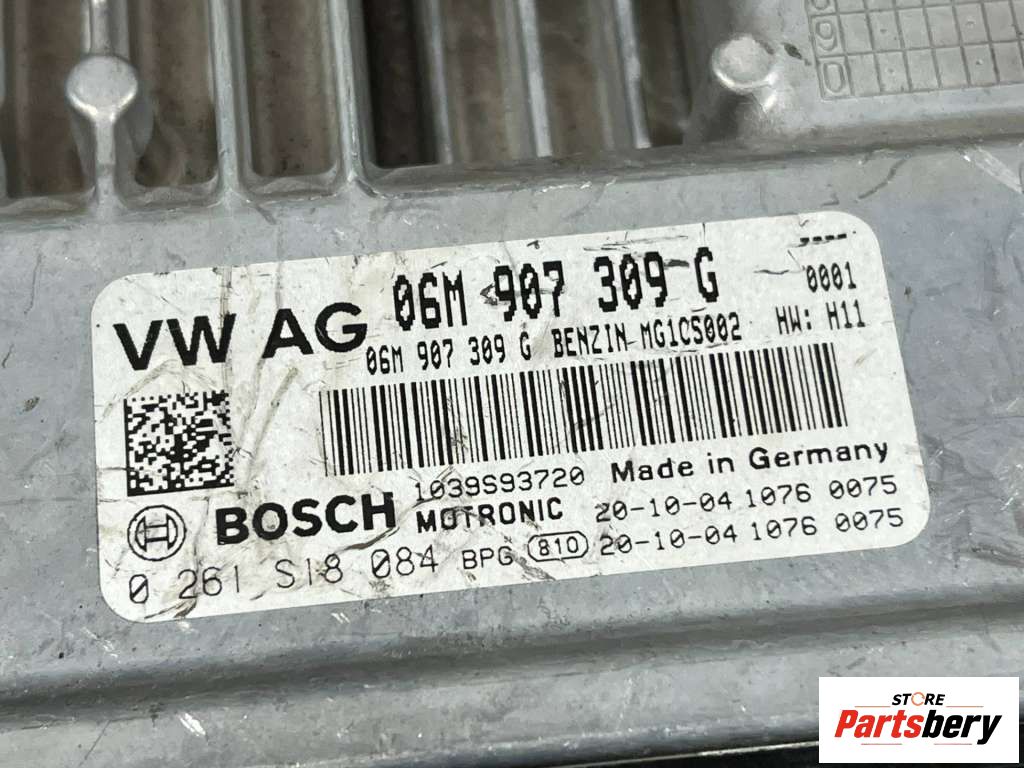 06M 907 309 G
0001
VW AG
06M 907 309 G BENZIN MG1CS002 HW: H11
1039S93720 Made in Germany
BOSCH MOTRONIC 20-10-04 1076 0075
0 261 S18 084 BPG 810 20-10-04 1076 0075
STORE
Partsbery